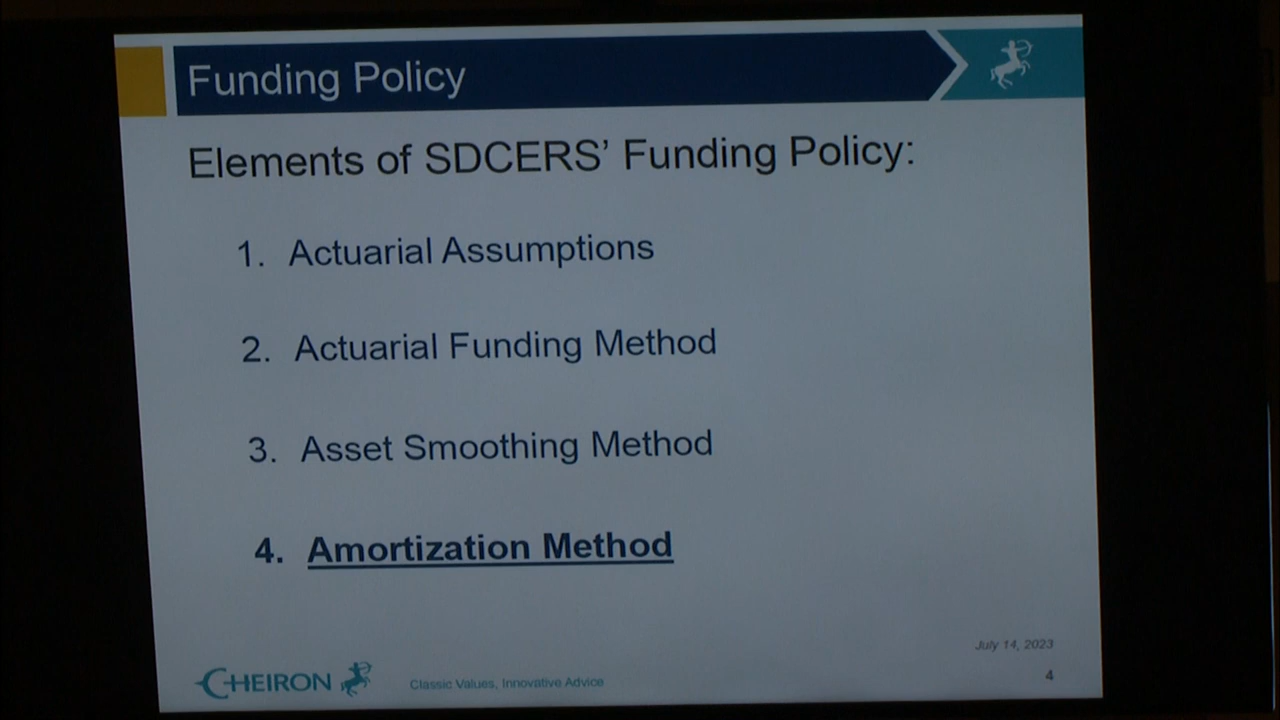 Funding Policy
Elements of SDCERS’ Funding Policy:
1. Actuarial Assumptions
2. Actuarial Funding Method
3. Asset Smoothing Method
4. Amortization Method
July 14, 2023
CHEIRON Classic Values, Innovative Advice
4